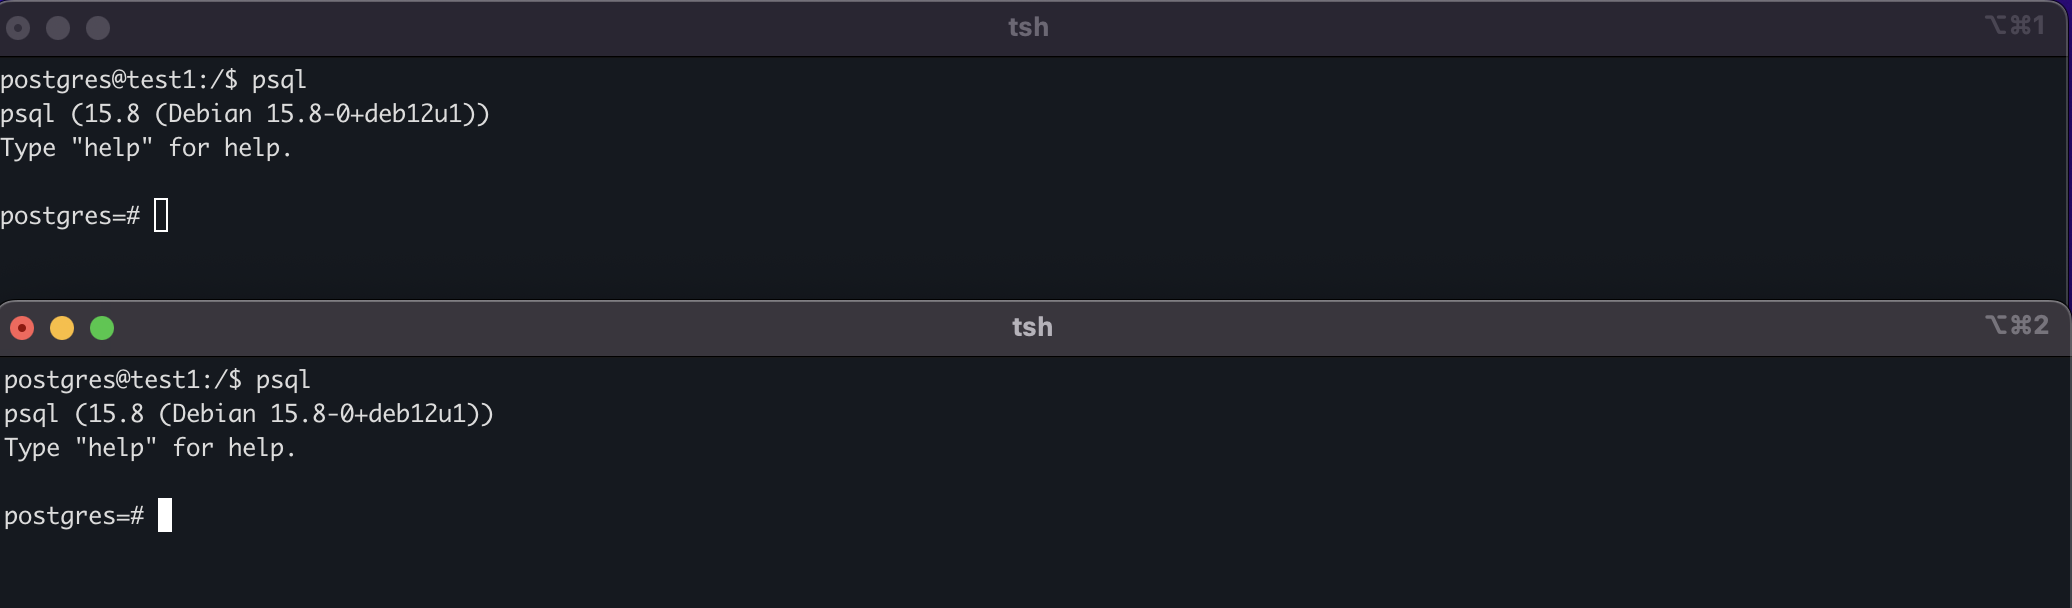 tsh
⌥⌘1
postgres@test1:/$ psql
psql (15.8 (Debian 15.8-0+deb12u1))
Type "help" for help.
postgres=#
tsh
⌥⌘2
postgres@test1:/$ psql
psql (15.8 (Debian 15.8-0+deb12u1))
Type "help" for help.
postgres=#